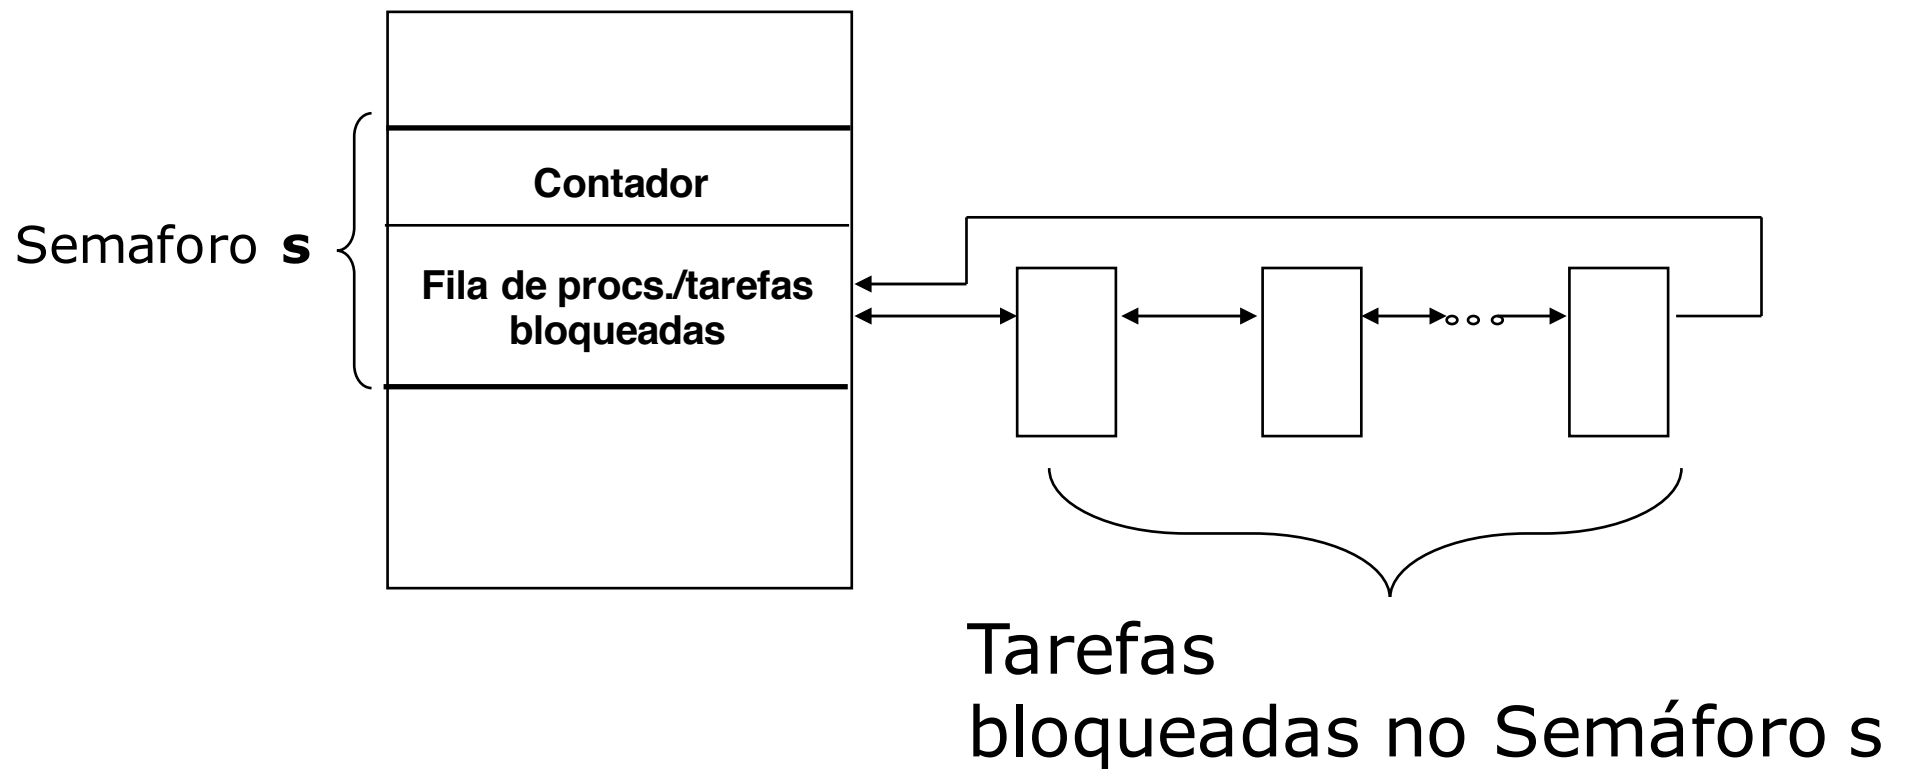 Contador
Semaforo s
Fila de procs./tarefas
bloqueadas
Tarefas
bloqueadas no Semáforo s